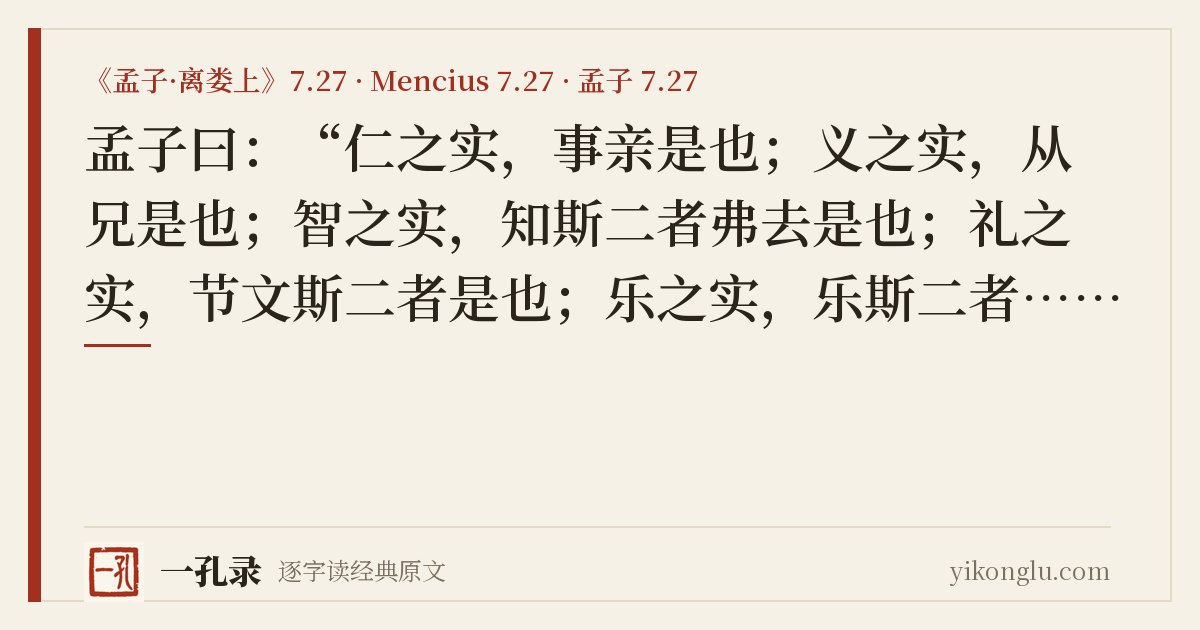 《孟子·离娄上》7.27 · Mencius 7.27 · 孟子 7.27
孟子曰：“仁之实，事亲是也；义之实，从
兄是也；智之实，知斯二者弗去是也；礼之
实，节文斯二者是也；乐之实，乐斯二者……
一孔
一孔录 逐字读经典原文 yikonglu.com